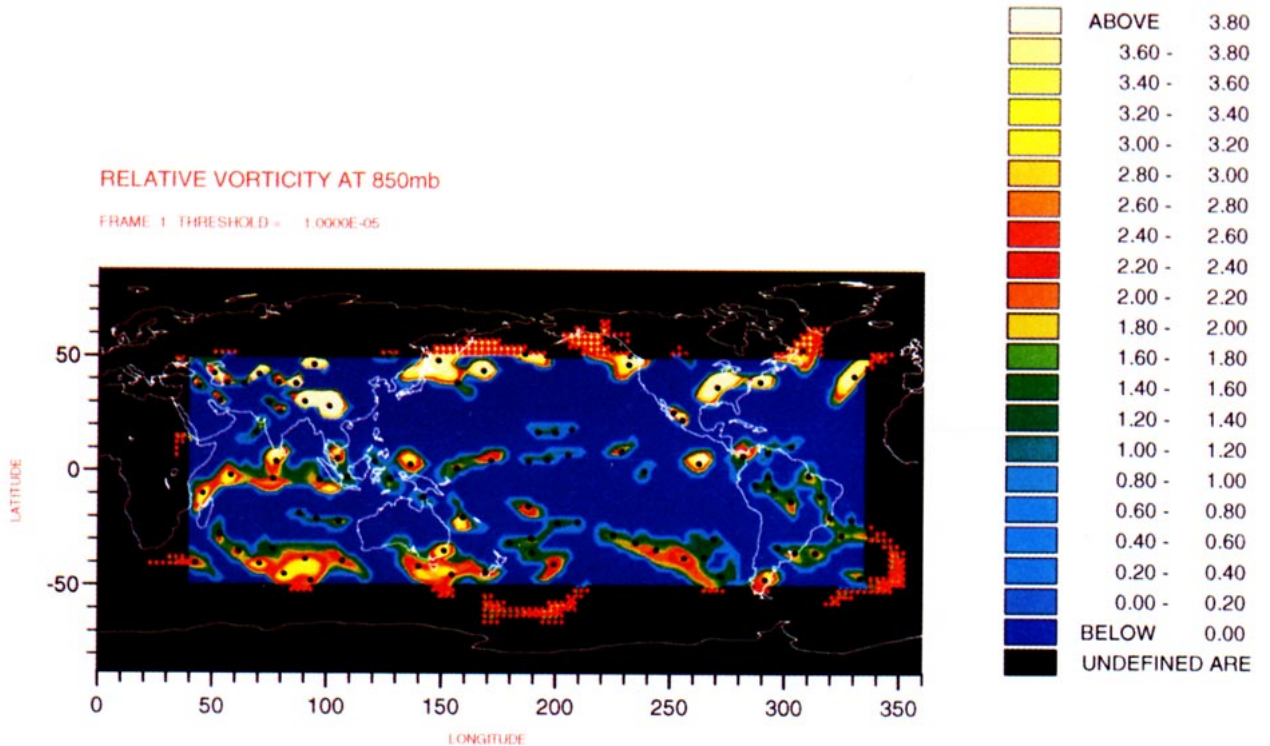 RELATIVE VORTICITY AT 850mb
FRAME 1 THRESHOLD = 1.0000E-05
50
0
-50
LATITUDE
0 50 100 150 200 250 300 350
LONGITUDE
ABOVE 3.80
3.60 - 3.80
3.40 - 3.60
3.20 - 3.40
3.00 - 3.20
2.80 - 3.00
2.60 - 2.80
2.40 - 2.60
2.20 - 2.40
2.00 - 2.20
1.80 - 2.00
1.60 - 1.80
1.40 - 1.60
1.20 - 1.40
1.00 - 1.20
0.80 - 1.00
0.60 - 0.80
0.40 - 0.60
0.20 - 0.40
0.00 - 0.20
BELOW 0.00
UNDEFINED ARE